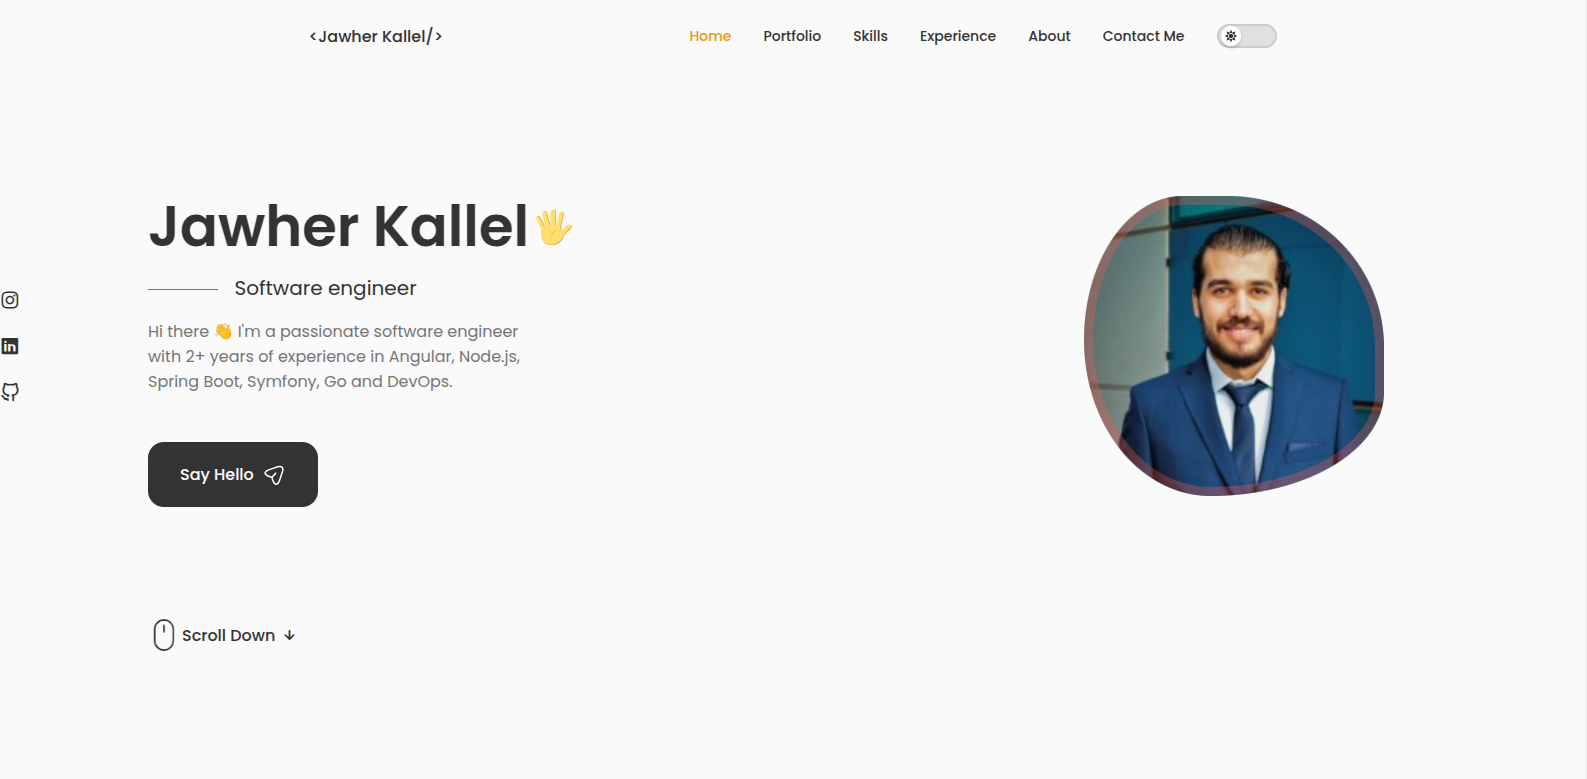 <Jawher Kallel/>
Home Portfolio Skills Experience About Contact Me
Jawher Kallel🖐
Software engineer
Hi there 👋 I'm a passionate software engineer
with 2+ years of experience in Angular, Node.js,
Spring Boot, Symfony, Go and DevOps.
in
Say Hello
Scroll Down ↓